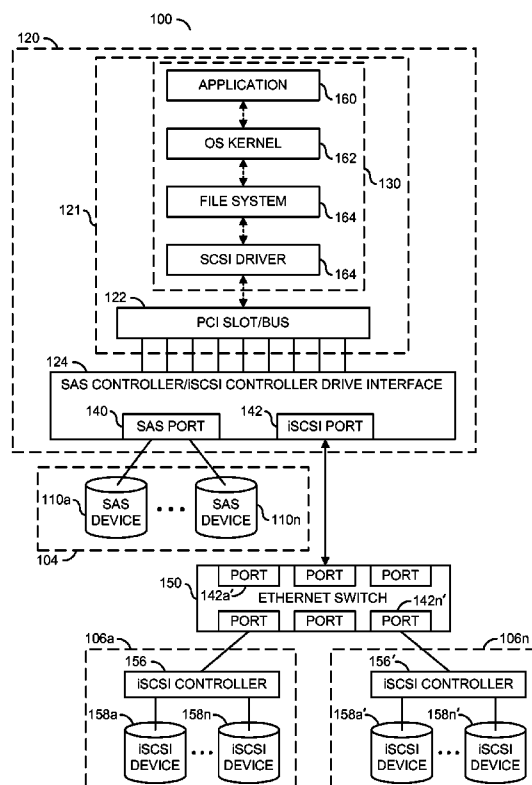 100
120
APPLICATION
160
OS KERNEL
162
130
121
FILE SYSTEM
164
SCSI DRIVER
164
122
PCI SLOT/BUS
124
SAS CONTROLLER/iSCSI CONTROLLER DRIVE INTERFACE
140
SAS PORT
142
iSCSI PORT
110a
SAS
DEVICE
SAS
DEVICE
110n
104
150
PORT
PORT
PORT
142a'
ETHERNET SWITCH
142n'
PORT
PORT
PORT
106a
106n
156
iSCSI CONTROLLER
156'
iSCSI CONTROLLER
158a
158n
158a'
158n'
iSCSI
DEVICE
iSCSI
DEVICE
iSCSI
DEVICE
iSCSI
DEVICE